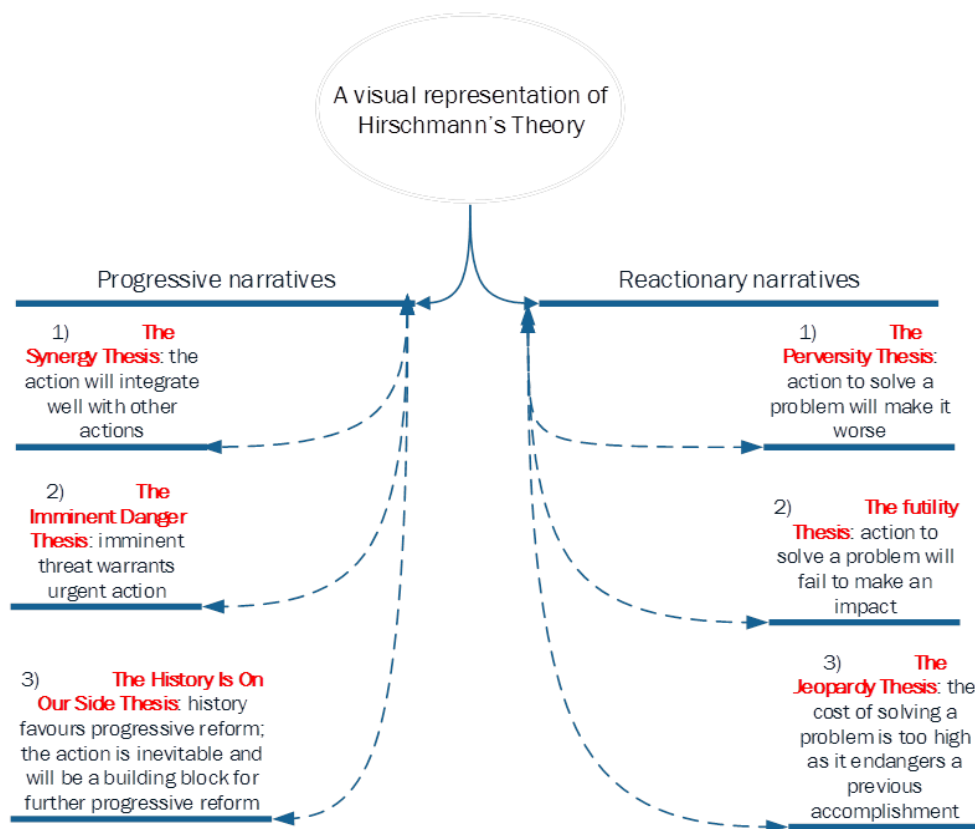 A visual representation of
Hirschmann's Theory
Progressive narratives
1) The
Synergy Thesis: the
action will integrate
well with other
actions
2) The
Imminent Danger
Thesis: imminent
threat warrants
urgent action
3) The History Is On
Our Side Thesis: history
favours progressive reform;
the action is inevitable and
will be a building block for
further progressive reform
Reactionary narratives
1) The
Perversity Thesis:
action to solve a
problem will make it
worse
2) The futility
Thesis: action to
solve a problem will
fail to make an
impact
3) The
Jeopardy Thesis: the
cost of solving a
problem is too high
as it endangers a
previous
accomplishment